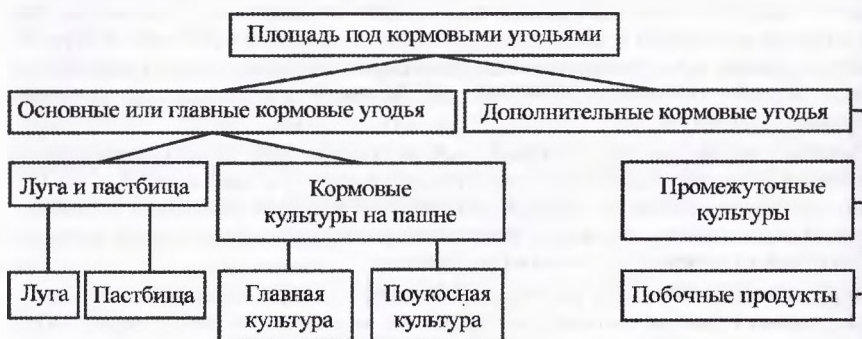 Площадь под кормовыми угодьями
Основные или главные кормовые угодья
Дополнительные кормовые угодья
Луга и пастбища
Кормовые
культуры на пашне
Промежуточные
культуры
Луга
Пастбища
Главная
культура
Поукосная
культура
Побочные продукты